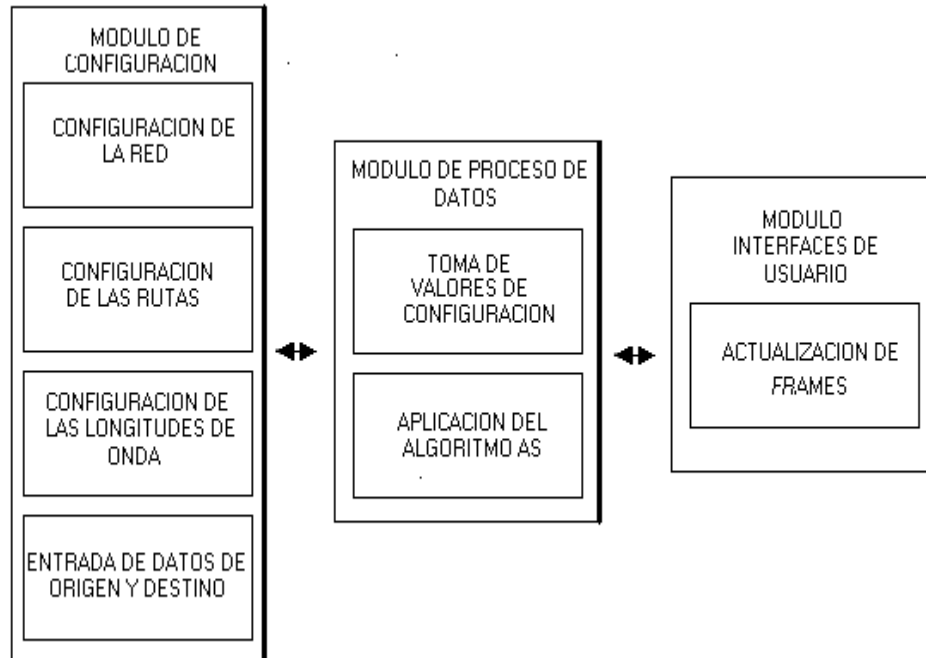 MODULO DE
CONFIGURACION
CONFIGURACION DE
LA RED
CONFIGURACION
DE LAS RUTAS
CONFIGURACION DE
LAS LONGITUDES DE
ONDA
ENTRADA DE DATOS DE
ORIGEN Y DESTINO
MODULO DE PROCESO DE
DATOS
TOMA DE
VALORES DE
CONFIGURACION
APLICACION DEL
ALGORITMO AS
MODULO
INTERFACES DE
USUARIO
ACTUALIZACION DE
FRAMES